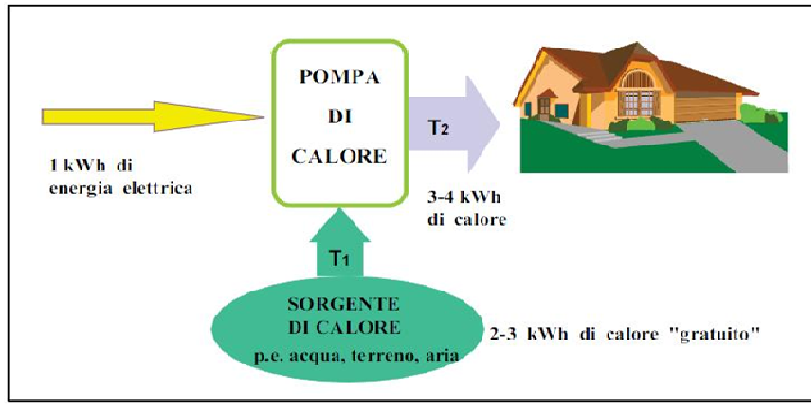 POMPA
DI
CALORE
1 kWh di
energia elettrica
T2
3-4 kWh
di calore
T1
SORGENTE
DI CALORE
p.e. acqua, terreno, aria
2-3 kWh di calore "gratuito"